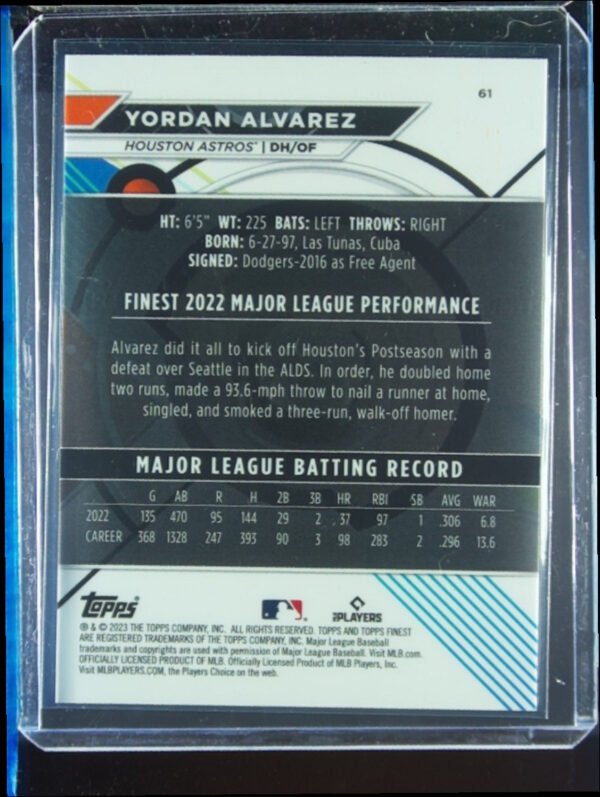 61
YORDAN ALVAREZ
HOUSTON ASTROS® | DH/OF
HT: 6'5" WT: 225 BATS: LEFT THROWS: RIGHT
BORN: 6-27-97, Las Tunas, Cuba
SIGNED: Dodgers-2016 as Free Agent
FINEST 2022 MAJOR LEAGUE PERFORMANCE
Alvarez did it all to kick off Houston's Postseason with a
defeat over Seattle in the ALDS. In order, he doubled home
two runs, made a 93.6-mph throw to nail a runner at home,
singled, and smoked a three-run, walk-off homer.
MAJOR LEAGUE BATTING RECORD
G AB R H 2B 3B HR RBI SB AVG WAR
2022 135 470 95 144 29 2 37 97 1 .306 6.8
CAREER 368 1328 247 393 90 3 98 283 2 .296 13.6
Topps
PLAYERS
® & © 2023 THE TOPPS COMPANY, INC. ALL RIGHTS RESERVED. TOPPS AND TOPPS FINEST
ARE REGISTERED TRADEMARKS OF THE TOPPS COMPANY, INC. Major League Baseball
trademarks and copyrights are used with permission of Major League Baseball. Visit MLB.com.
OFFICIALLY LICENSED PRODUCT OF MLB. Officially Licensed Product of MLB Players, Inc.
Visit MLBPLAYERS.COM, the Players Choice on the web.